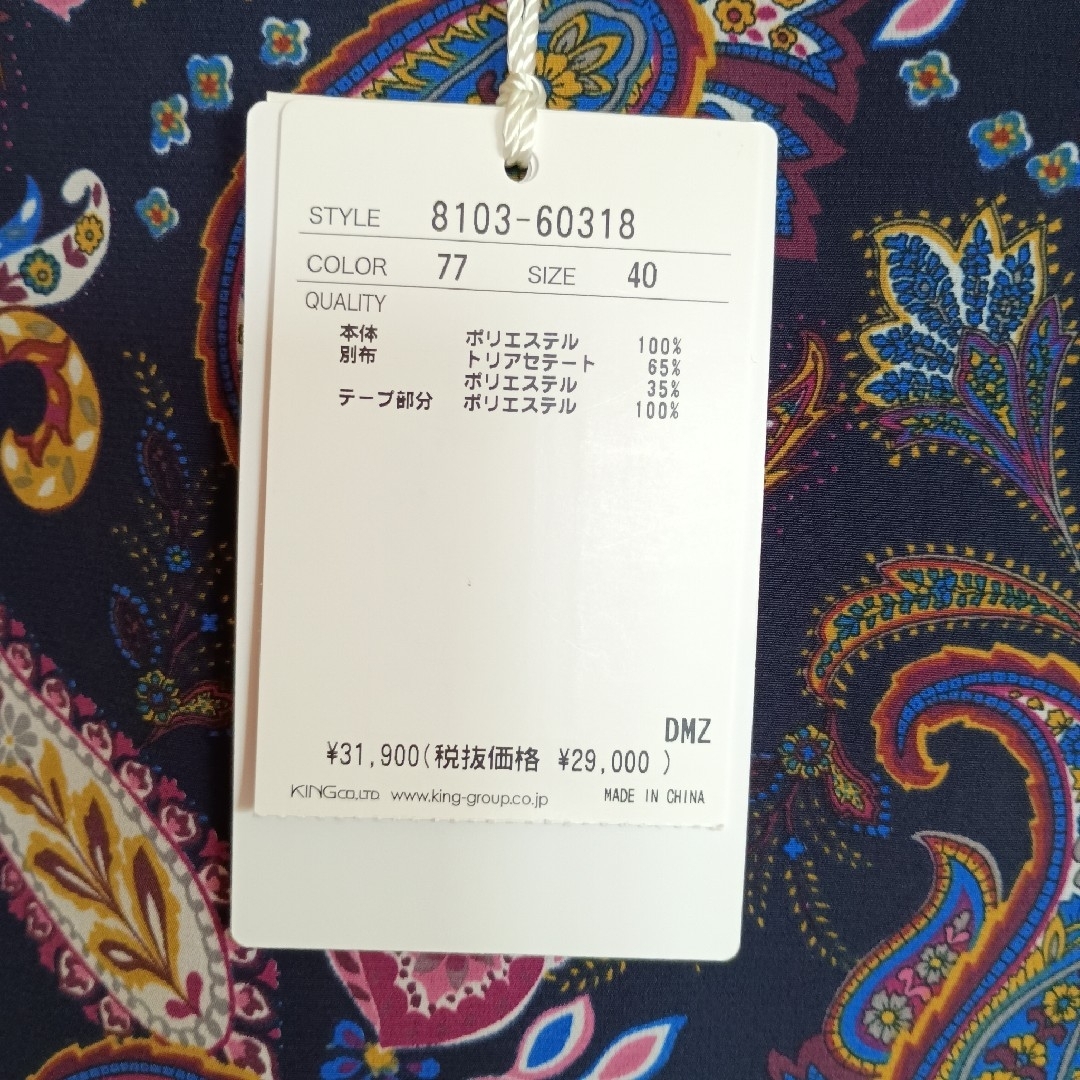 STYLE 8103-60318
COLOR 77 SIZE 40
QUALITY
本体 ポリエステル 100%
別布 トリアセテート 65%
ポリエステル 35%
テープ部分 ポリエステル 100%
DMZ
¥31,900(税抜価格 ¥29,000 )
KING CO.,LTD www.king-group.co.jp MADE IN CHINA